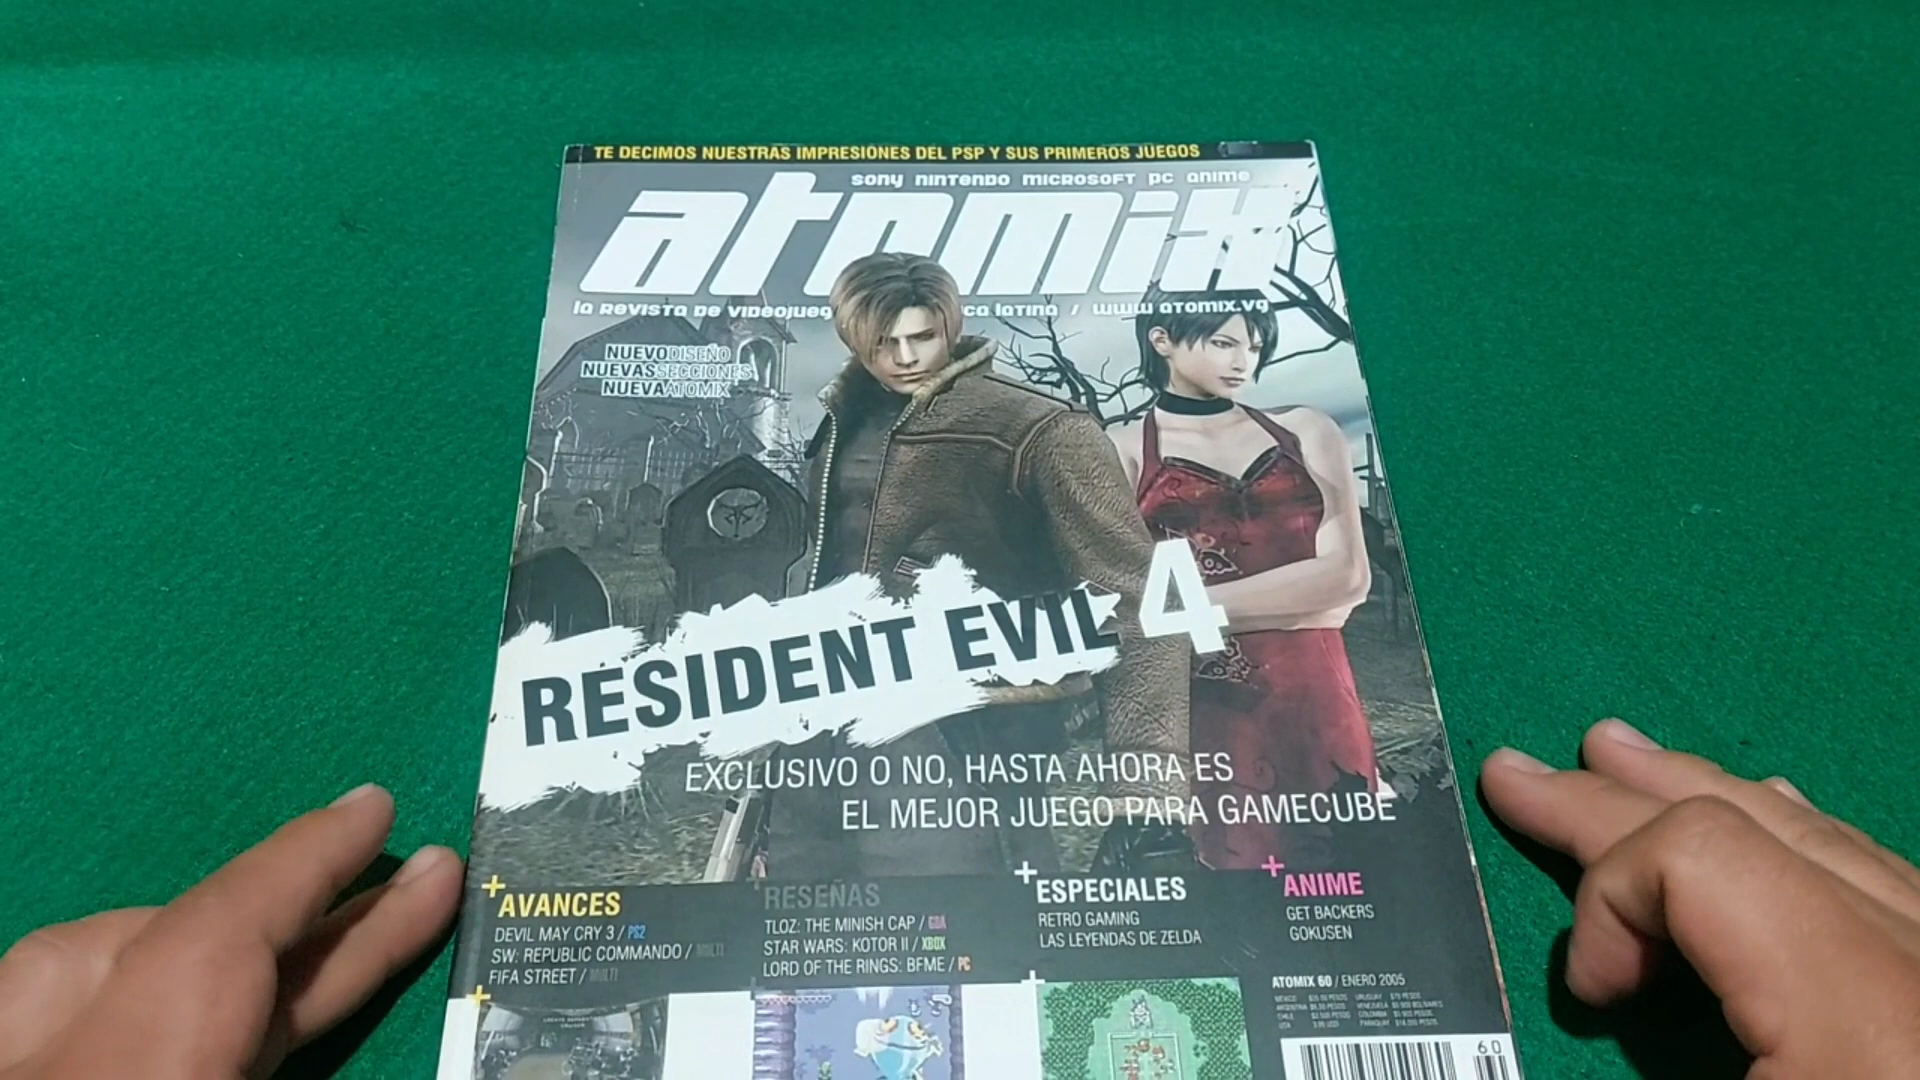 TE DECIMOS NUESTRAS IMPRESIONES DEL PSP Y SUS PRIMEROS JUEGOS
sony nintendo microsoft pc anime
atomix
la revista de videojueg ca latina / www.atomix.vg
NUEVODISEÑO
NUEVASSECCIONES
NUEVAATOMIX
RESIDENT EVIL 4
EXCLUSIVO O NO, HASTA AHORA ES
EL MEJOR JUEGO PARA GAMECUBE
+AVANCES
DEVIL MAY CRY 3 / PS2
SW: REPUBLIC COMMANDO / MULTI
FIFA STREET / MULTI
RESEÑAS
TLOZ: THE MINISH CAP / GBA
STAR WARS: KOTOR II / XBOX
LORD OF THE RINGS: BFME / PC
+ESPECIALES
RETRO GAMING
LAS LEYENDAS DE ZELDA
+ANIME
GET BACKERS
GOKUSEN
ATOMIX 60 / ENERO 2005
60